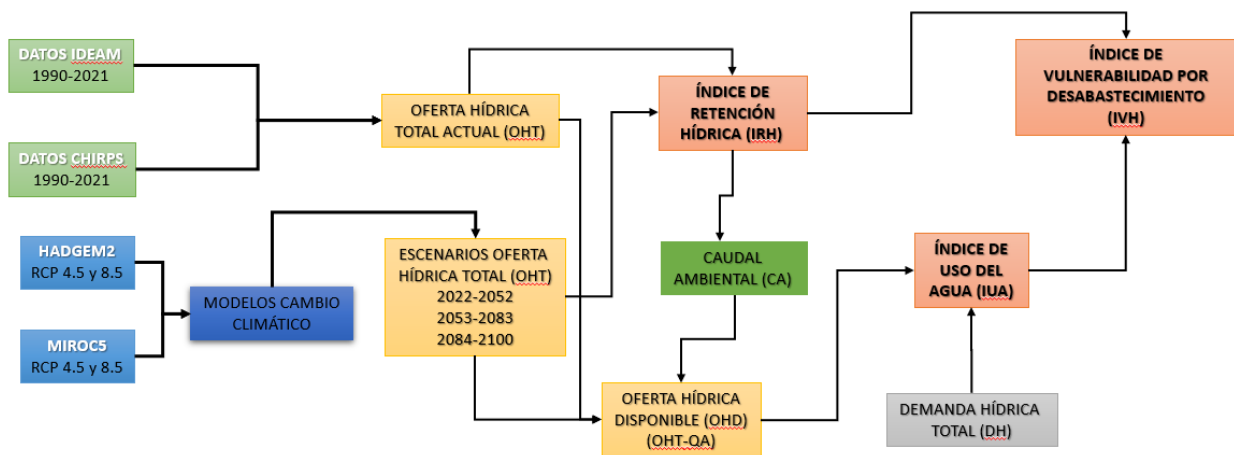 DATOS IDEAM
1990-2021
DATOS CHIRPS
1990-2021
HADGEM2
RCP 4.5 y 8.5
MIROC5
RCP 4.5 y 8.5
MODELOS CAMBIO
CLIMÁTICO
OFERTA HÍDRICA
TOTAL ACTUAL (OHT)
ESCENARIOS OFERTA
HÍDRICA TOTAL (OHT)
2022-2052
2053-2083
2084-2100
ÍNDICE DE
RETENCIÓN
HÍDRICA (IRH)
CAUDAL
AMBIENTAL (CA)
OFERTA HÍDRICA
DISPONIBLE (OHD)
(OHT-QA)
ÍNDICE DE
USO DEL
AGUA (IUA)
DEMANDA HÍDRICA
TOTAL (DH)
ÍNDICE DE
VULNERABILIDAD POR
DESABASTECIMIENTO
(IVH)